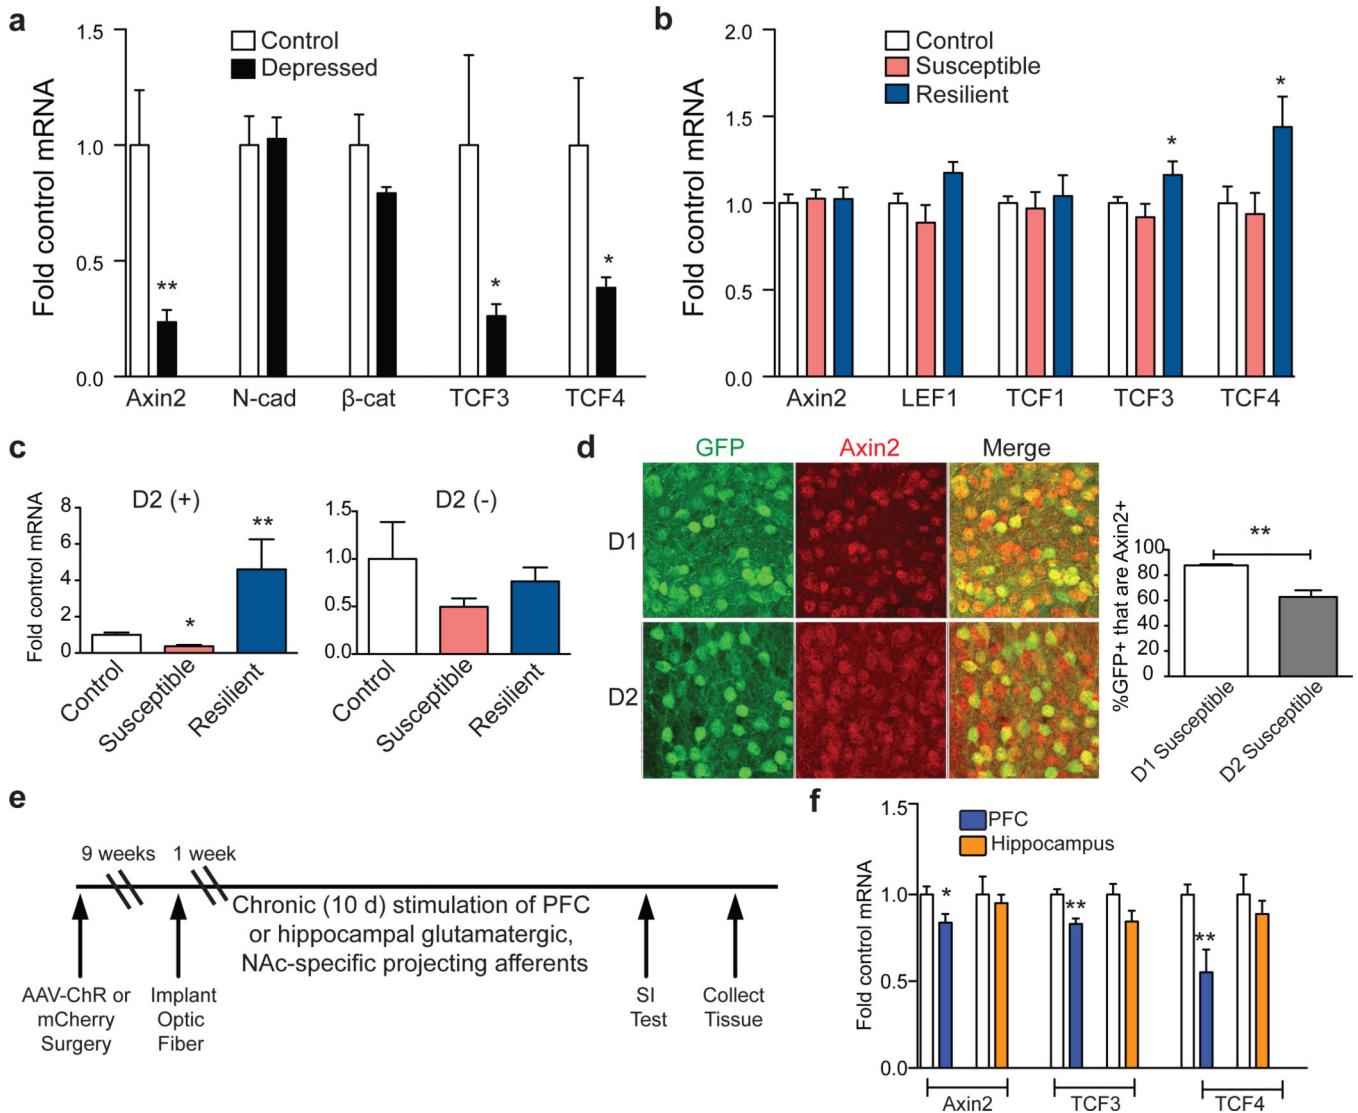 a
1.5
1.0
0.5
0.0
Fold control mRNA
Control
Depressed
**
*
*
Axin2 N-cad β-cat TCF3 TCF4
b
2.0
1.5
1.0
0.5
0.0
Fold control mRNA
Control
Susceptible
Resilient
*
*
Axin2 LEF1 TCF1 TCF3 TCF4
c
D2 (+)
8
6
4
2
0
Fold control mRNA
*
**
Control
Susceptible
Resilient
D2 (-)
1.5
1.0
0.5
0.0
Control
Susceptible
Resilient
d
GFP Axin2 Merge
D1
D2
%GFP+ that are Axin2+
100
80
60
40
20
0
**
D1 Susceptible
D2 Susceptible
e
9 weeks 1 week
Chronic (10 d) stimulation of PFC
or hippocampal glutamatergic,
NAc-specific projecting afferents
AAV-ChR or
mCherry
Surgery
Implant
Optic
Fiber
SI
Test
Collect
Tissue
f
1.5
1.0
0.5
0.0
Fold control mRNA
PFC
Hippocampus
*
**
**
Axin2 TCF3 TCF4